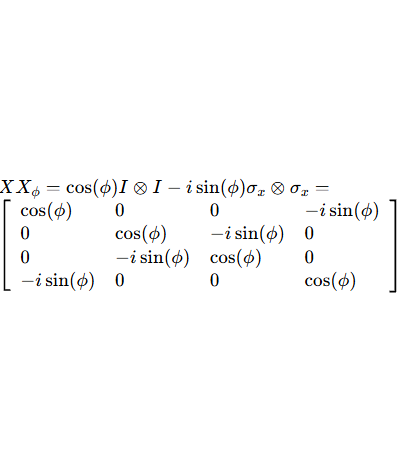 XX_ϕ = cos(ϕ)I ⊗ I − i sin(ϕ)σ_x ⊗ σ_x =
cos(ϕ) 0 0 −i sin(ϕ)
0 cos(ϕ) −i sin(ϕ) 0
0 −i sin(ϕ) cos(ϕ) 0
−i sin(ϕ) 0 0 cos(ϕ)